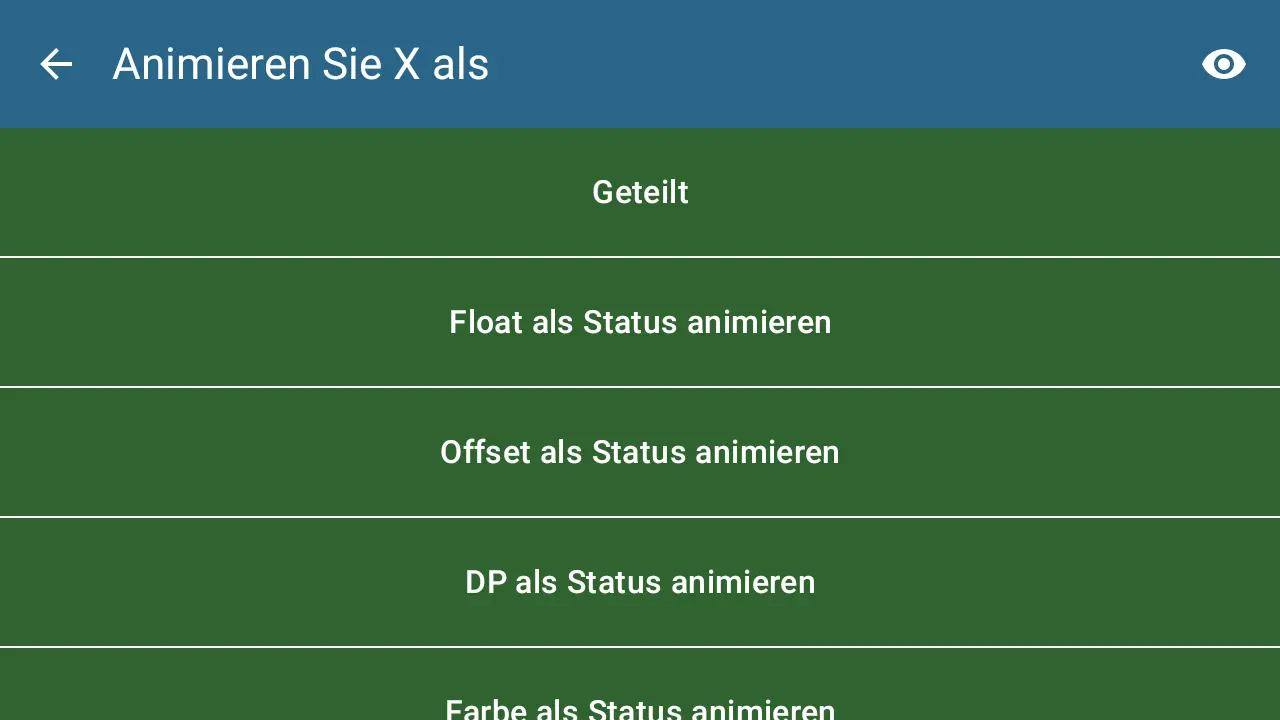 Animieren Sie X als
Geteilt
Float als Status animieren
Offset als Status animieren
DP als Status animieren
Farbe als Status animieren